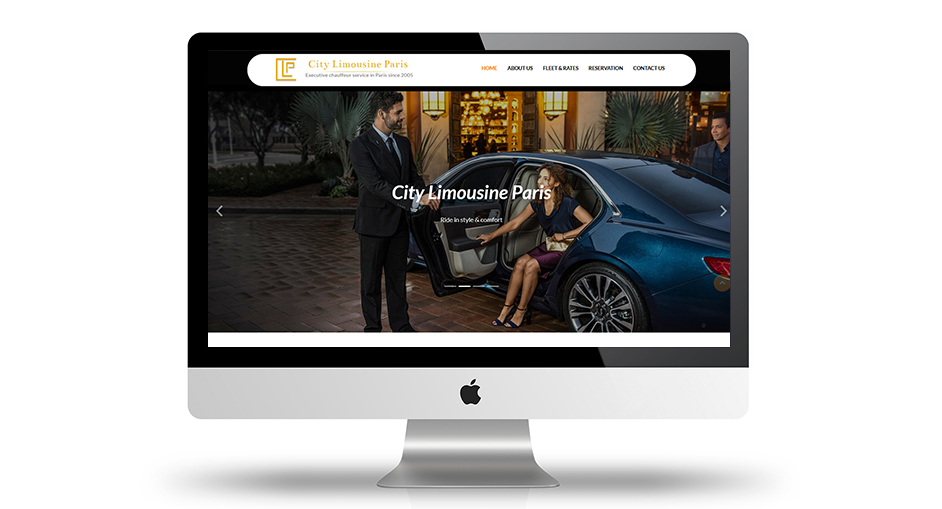 City Limousine Paris
Executive chauffeur service in Paris since 2005
HOME ABOUT US FLEET & RATES RESERVATION CONTACT US
City Limousine Paris
Ride in style & comfort